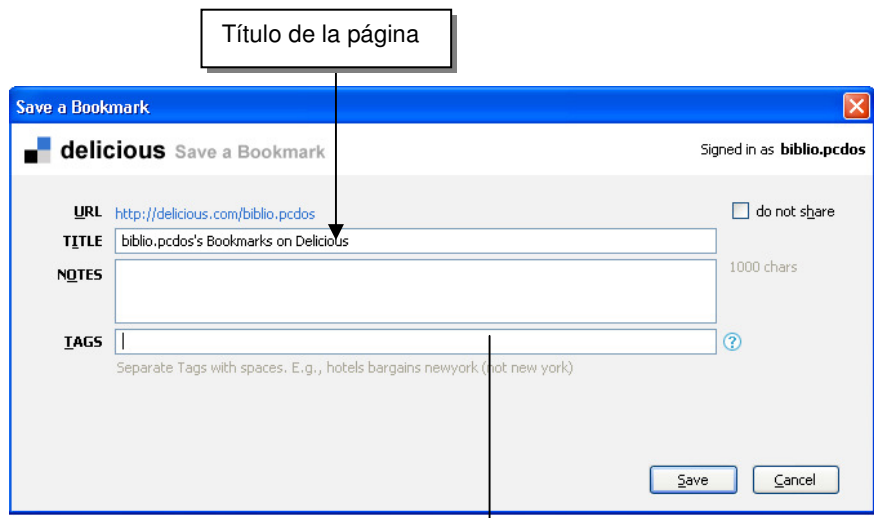 Título de la página
Save a Bookmark
delicious Save a Bookmark
Signed in as biblio.pcdos
URL http://delicious.com/biblio.pcdos
do not share
TITLE biblio.pcdos's Bookmarks on Delicious
NOTES
1000 chars
TAGS
?
Separate Tags with spaces. E.g., hotels bargains newyork (not new york)
Save
Cancel